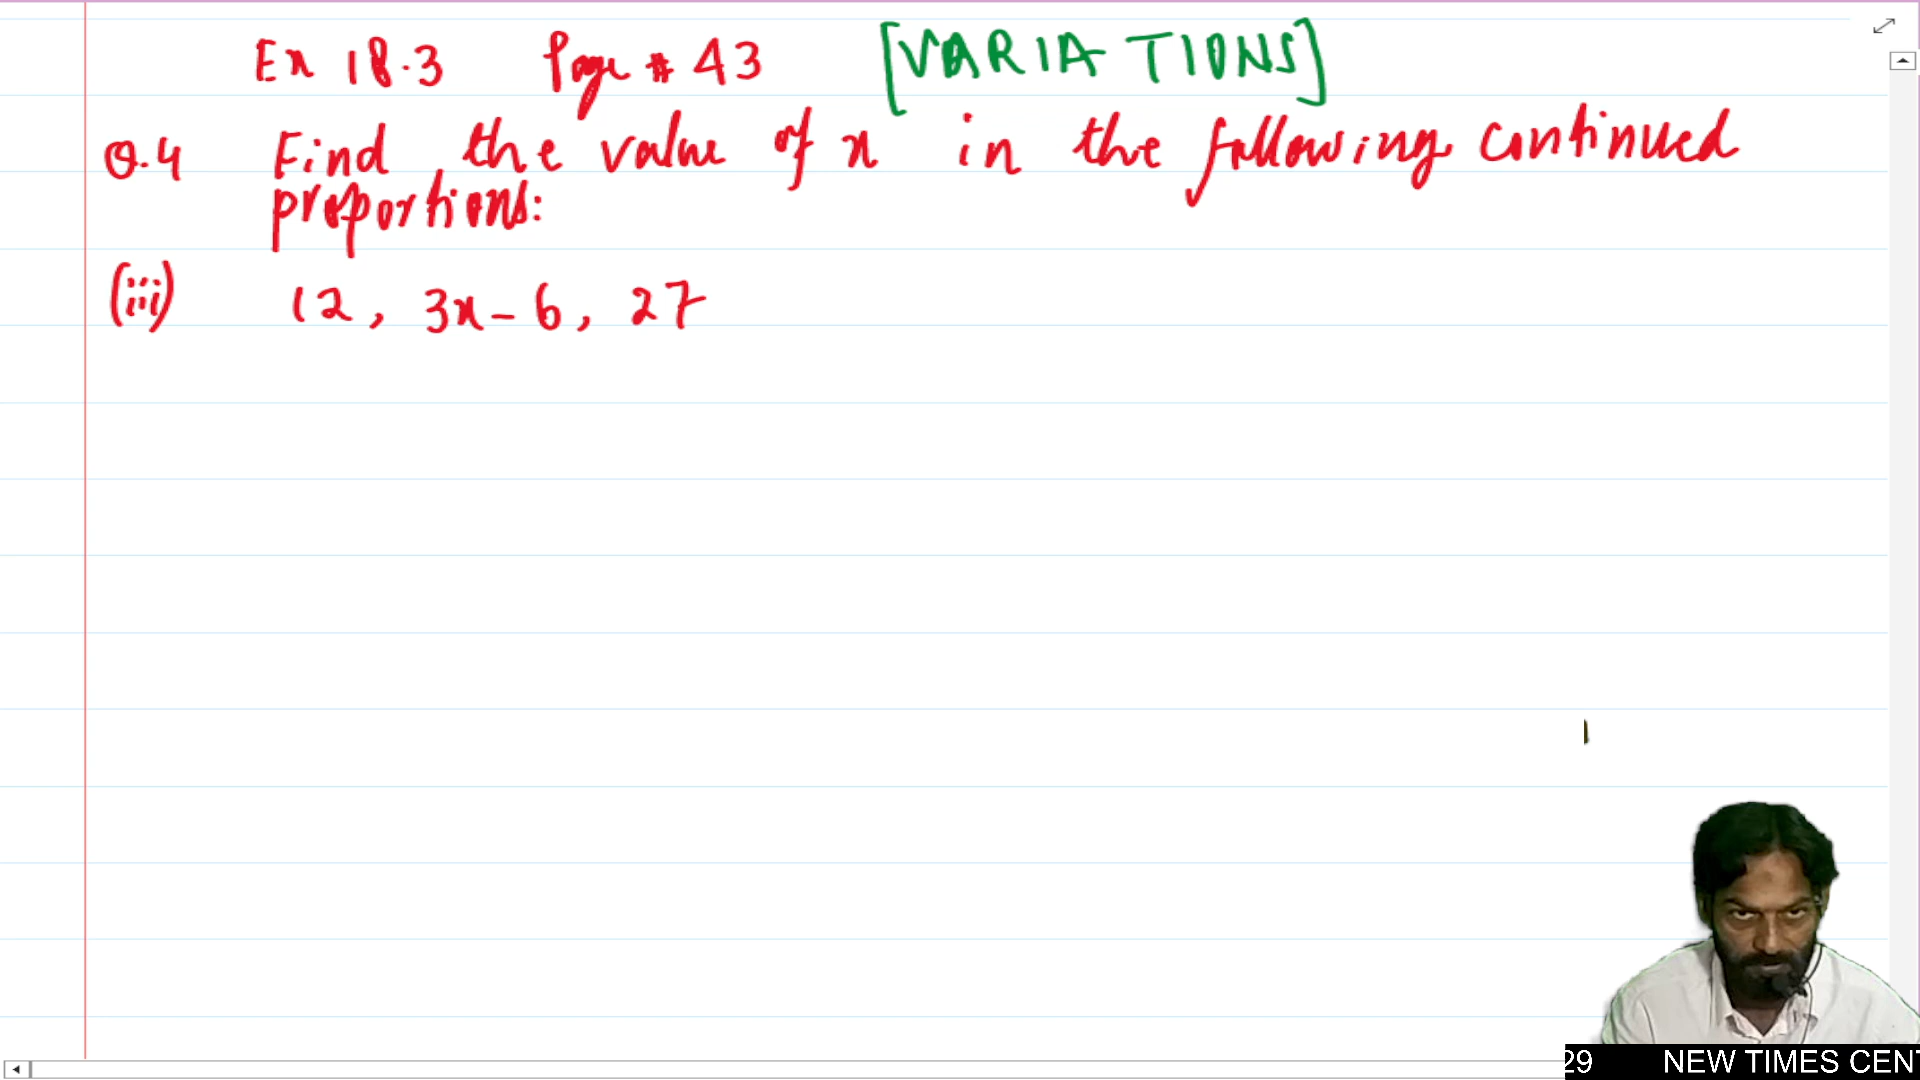 Ex 18.3 Page # 43 [VARIATIONS]
Q.4 Find the value of x in the following continued
proportions:
(iii) 12, 3x-6, 27
29 NEW TIMES CENT